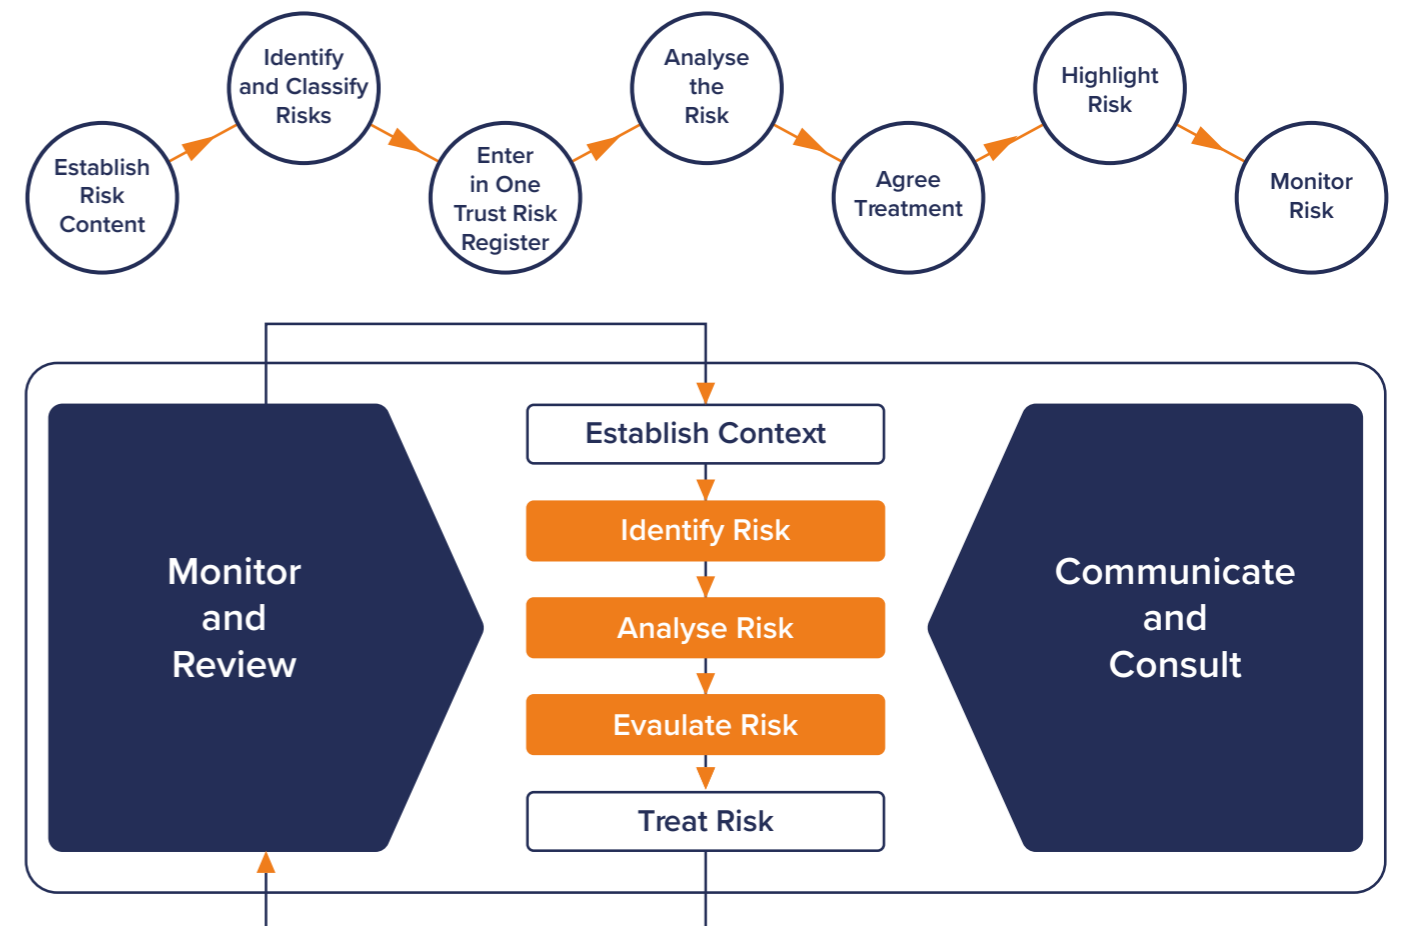 Establish
Risk
Content
Identify
and Classify
Risks
Enter
in One
Trust Risk
Register
Analyse
the
Risk
Agree
Treatment
Highlight
Risk
Monitor
Risk
Monitor
and
Review
Establish Context
Identify Risk
Analyse Risk
Evaulate Risk
Treat Risk
Communicate
and
Consult